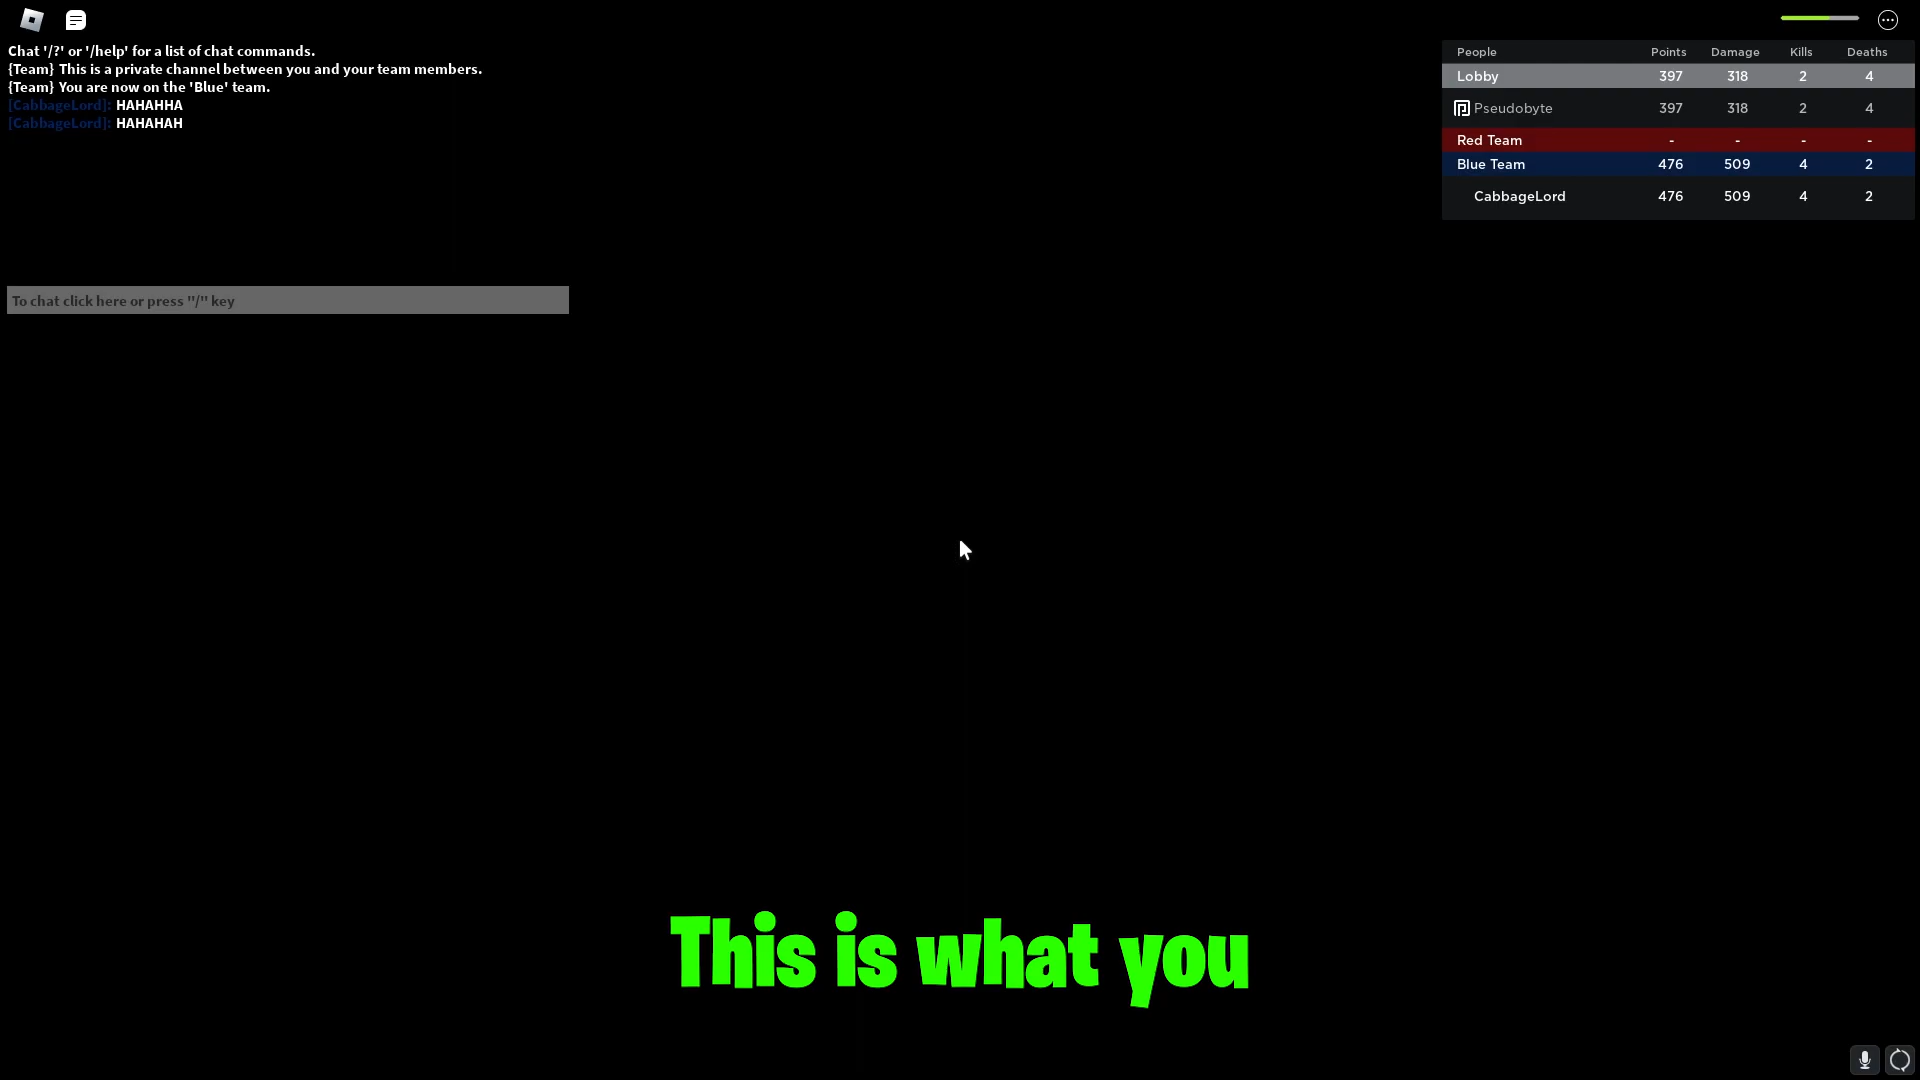 Chat '/?' or '/help' for a list of chat commands.
{Team} This is a private channel between you and your team members.
{Team} You are now on the 'Blue' team.
[CabbageLord]: HAHAHHA
[CabbageLord]: HAHAHAH
To chat click here or press "/" key
People Points Damage Kills Deaths
Lobby 397 318 2 4
Pseudobyte 397 318 2 4
Red Team - - - -
Blue Team 476 509 4 2
CabbageLord 476 509 4 2
This is what you